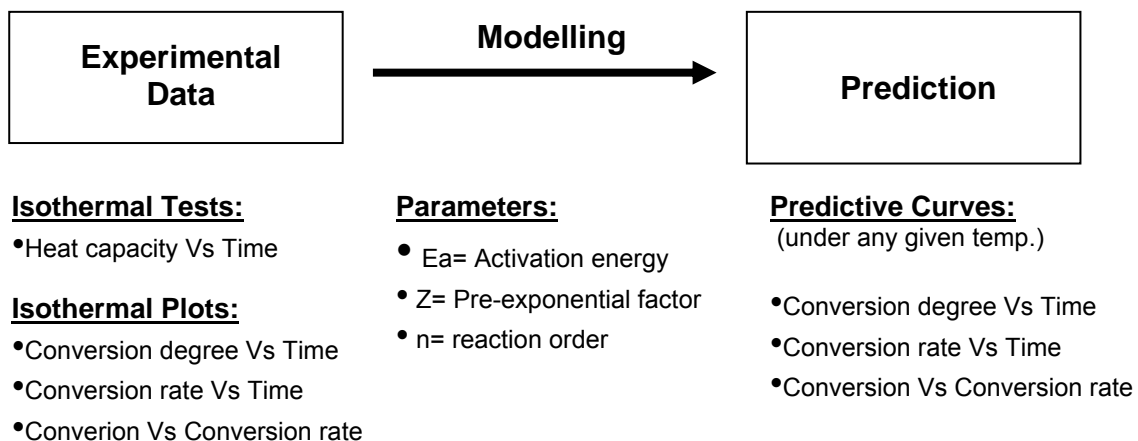 Experimental
Data
Modelling
Prediction
Isothermal Tests:
•Heat capacity Vs Time
Isothermal Plots:
•Conversion degree Vs Time
•Conversion rate Vs Time
•Converion Vs Conversion rate
Parameters:
• Ea= Activation energy
• Z= Pre-exponential factor
• n= reaction order
Predictive Curves:
(under any given temp.)
•Conversion degree Vs Time
•Conversion rate Vs Time
•Conversion Vs Conversion rate